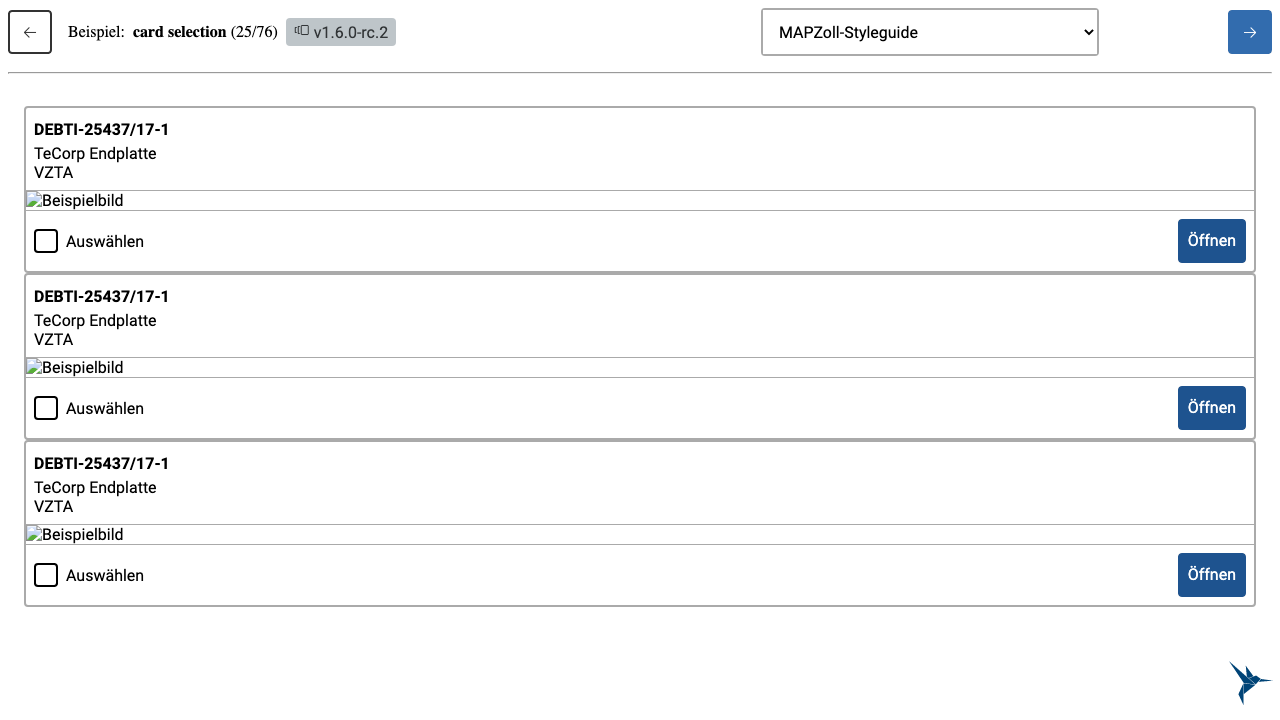 Beispiel: card selection (25/76) v1.6.0-rc.2 MAPZoll-Styleguide
DEBTI-25437/17-1
TeCorp Endplatte
VZTA
Beispielbild
Auswählen Öffnen
DEBTI-25437/17-1
TeCorp Endplatte
VZTA
Beispielbild
Auswählen Öffnen
DEBTI-25437/17-1
TeCorp Endplatte
VZTA
Beispielbild
Auswählen Öffnen